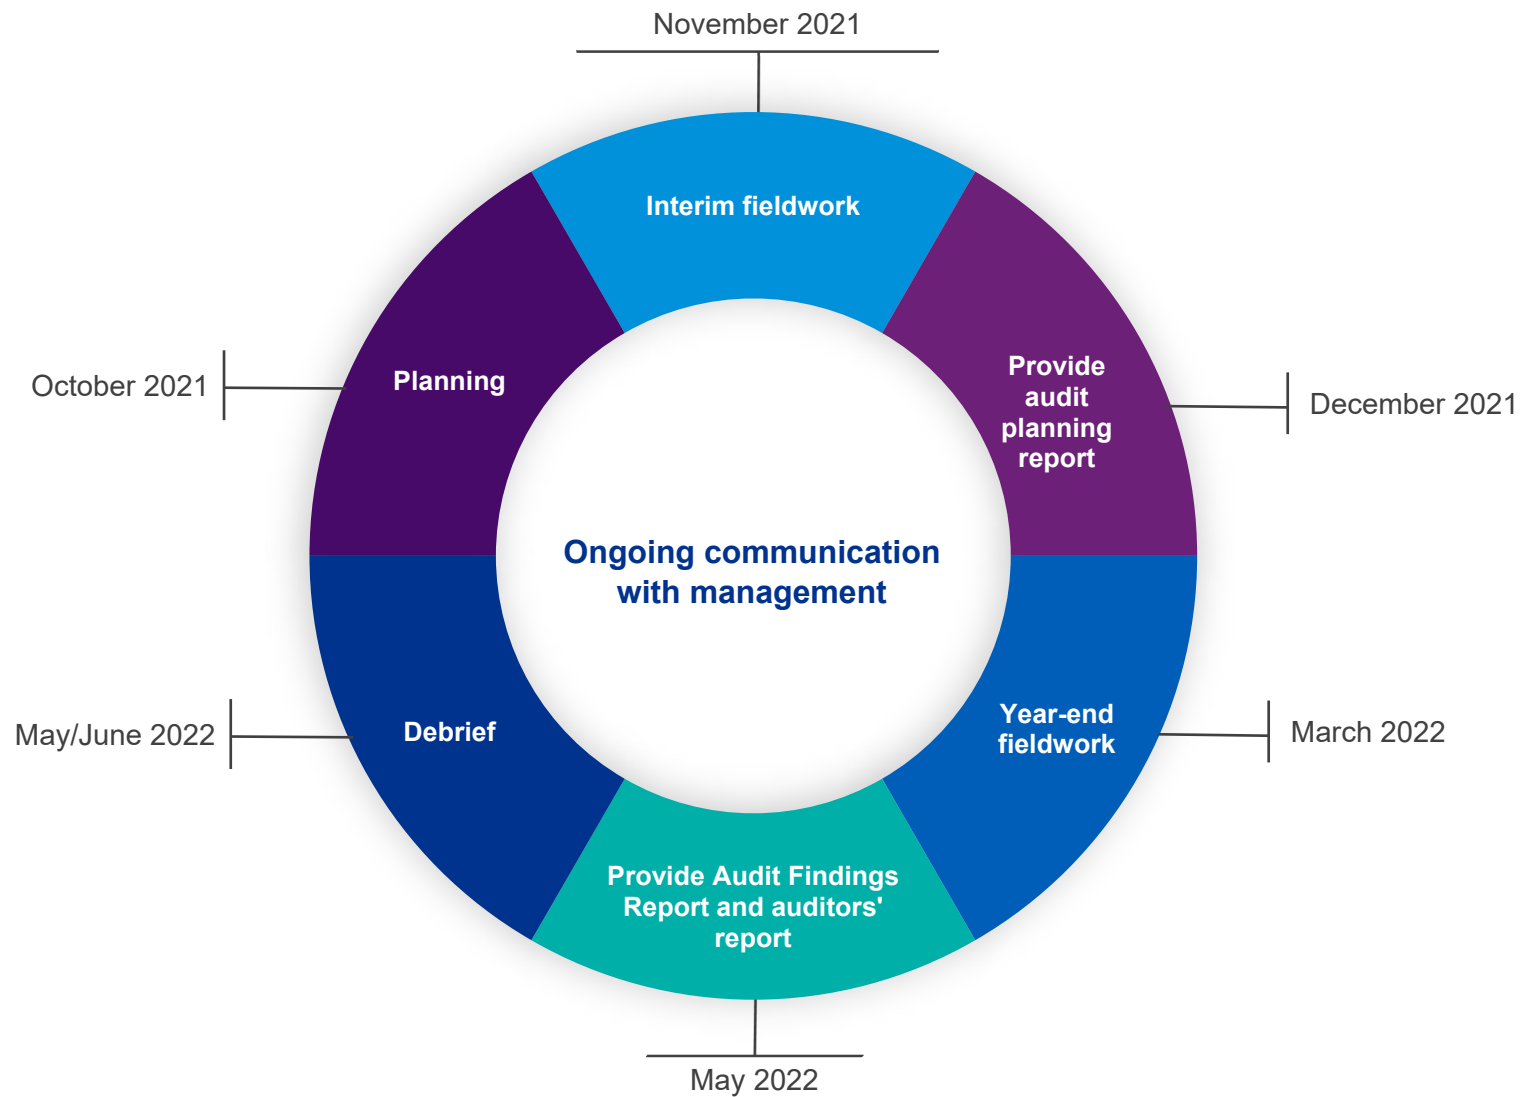 November 2021
Interim fieldwork
Provide
audit
planning
report
December 2021
Planning
October 2021
Ongoing communication
with management
Year-end
fieldwork
March 2022
Debrief
May/June 2022
Provide Audit Findings
Report and auditors'
report
May 2022